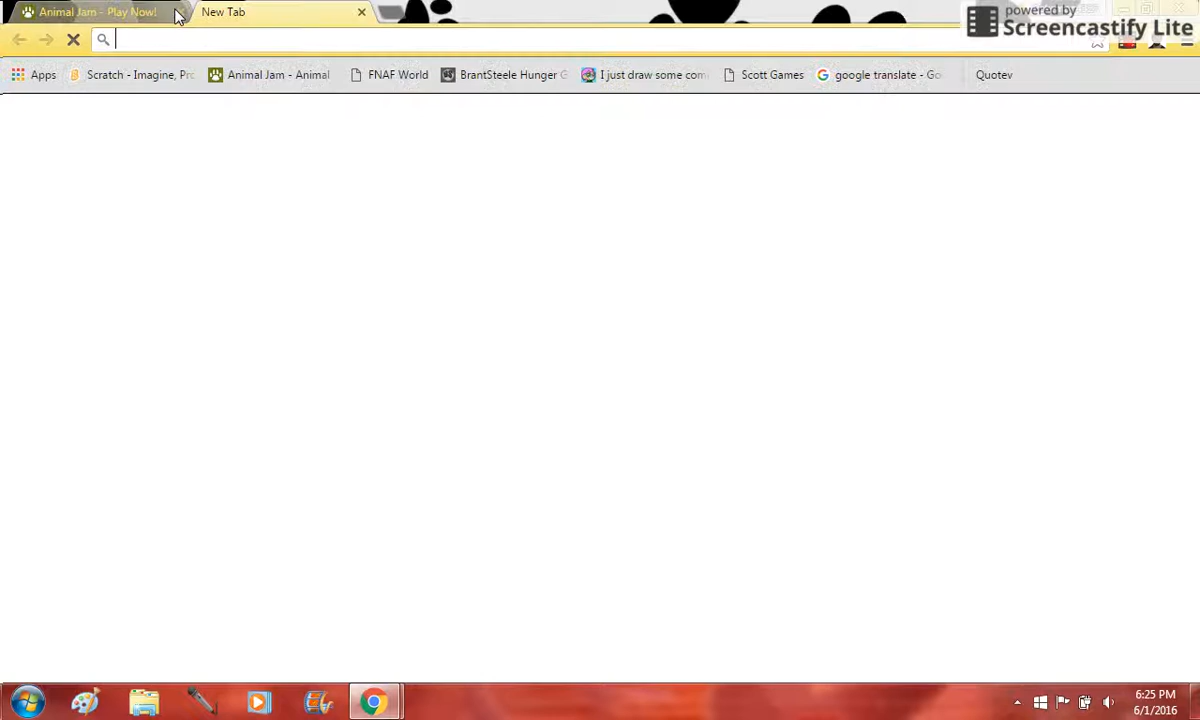 Animal Jam - Play Now!
New Tab
powered by
Screencastify Lite
Apps
Scratch - Imagine, Pr
Animal Jam - Animal
FNAF World
BrantSteele Hunger G
I just draw some com
Scott Games
google translate - Go
Quotev
6:25 PM
6/1/2016